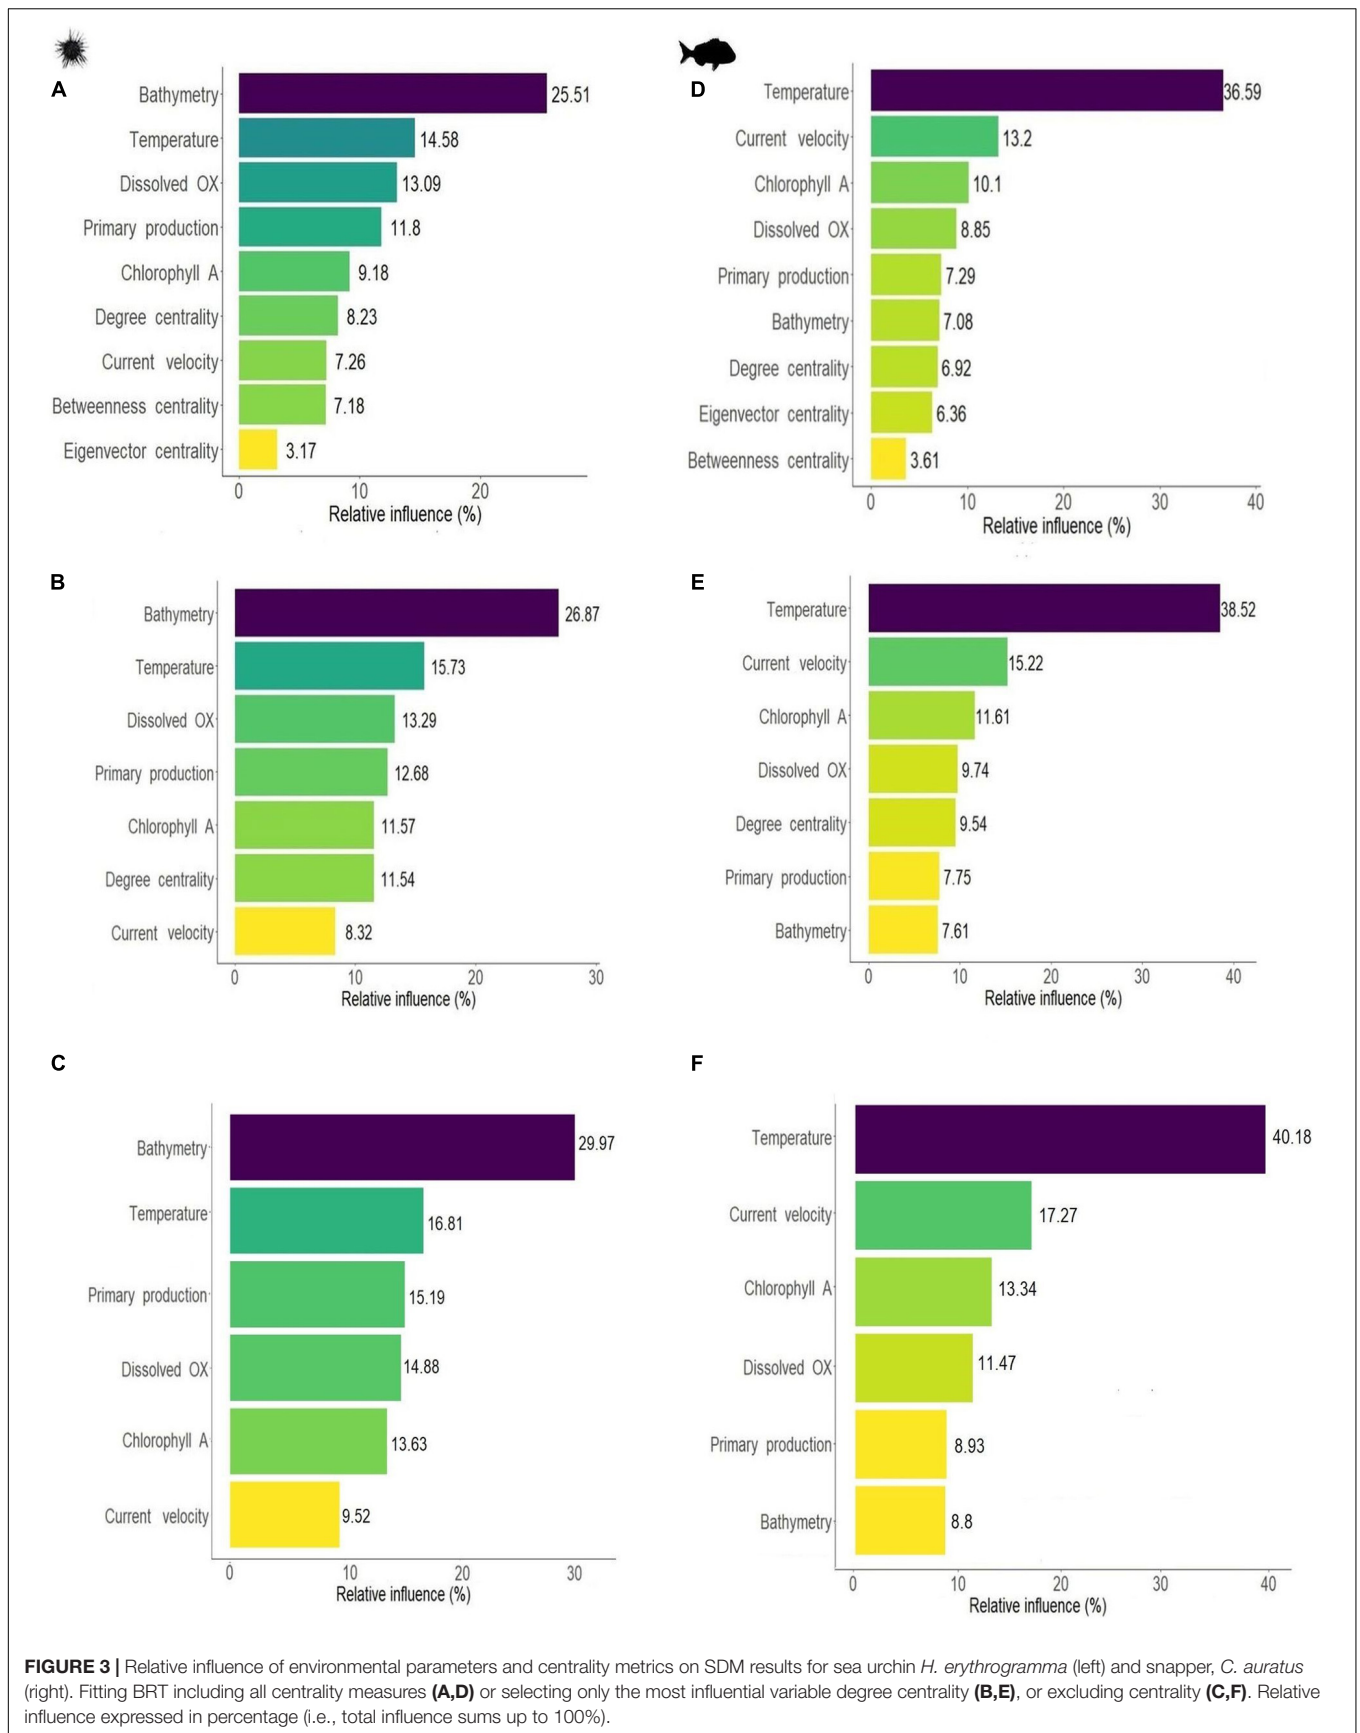 A
Bathymetry 25.51
Temperature 14.58
Dissolved OX 13.09
Primary production 11.8
Chlorophyll A 9.18
Degree centrality 8.23
Current velocity 7.26
Betweenness centrality 7.18
Eigenvector centrality 3.17
0 10 20
Relative influence (%)
B
Bathymetry 26.87
Temperature 15.73
Dissolved OX 13.29
Primary production 12.68
Chlorophyll A 11.57
Degree centrality 11.54
Current velocity 8.32
0 10 20 30
Relative influence (%)
C
Bathymetry 29.97
Temperature 16.81
Primary production 15.19
Dissolved OX 14.88
Chlorophyll A 13.63
Current velocity 9.52
0 10 20 30
Relative influence (%)
D
Temperature 36.59
Current velocity 13.2
Chlorophyll A 10.1
Dissolved OX 8.85
Primary production 7.29
Bathymetry 7.08
Degree centrality 6.92
Eigenvector centrality 6.36
Betweenness centrality 3.61
0 10 20 30 40
Relative influence (%)
E
Temperature 38.52
Current velocity 15.22
Chlorophyll A 11.61
Dissolved OX 9.74
Degree centrality 9.54
Primary production 7.75
Bathymetry 7.61
0 10 20 30 40
Relative influence (%)
F
Temperature 40.18
Current velocity 17.27
Chlorophyll A 13.34
Dissolved OX 11.47
Primary production 8.93
Bathymetry 8.8
0 10 20 30 40
Relative influence (%)
FIGURE 3 | Relative influence of environmental parameters and centrality metrics on SDM results for sea urchin H. erythrogramma (left) and snapper, C. auratus
(right). Fitting BRT including all centrality measures (A,D) or selecting only the most influential variable degree centrality (B,E), or excluding centrality (C,F). Relative
influence expressed in percentage (i.e., total influence sums up to 100%).